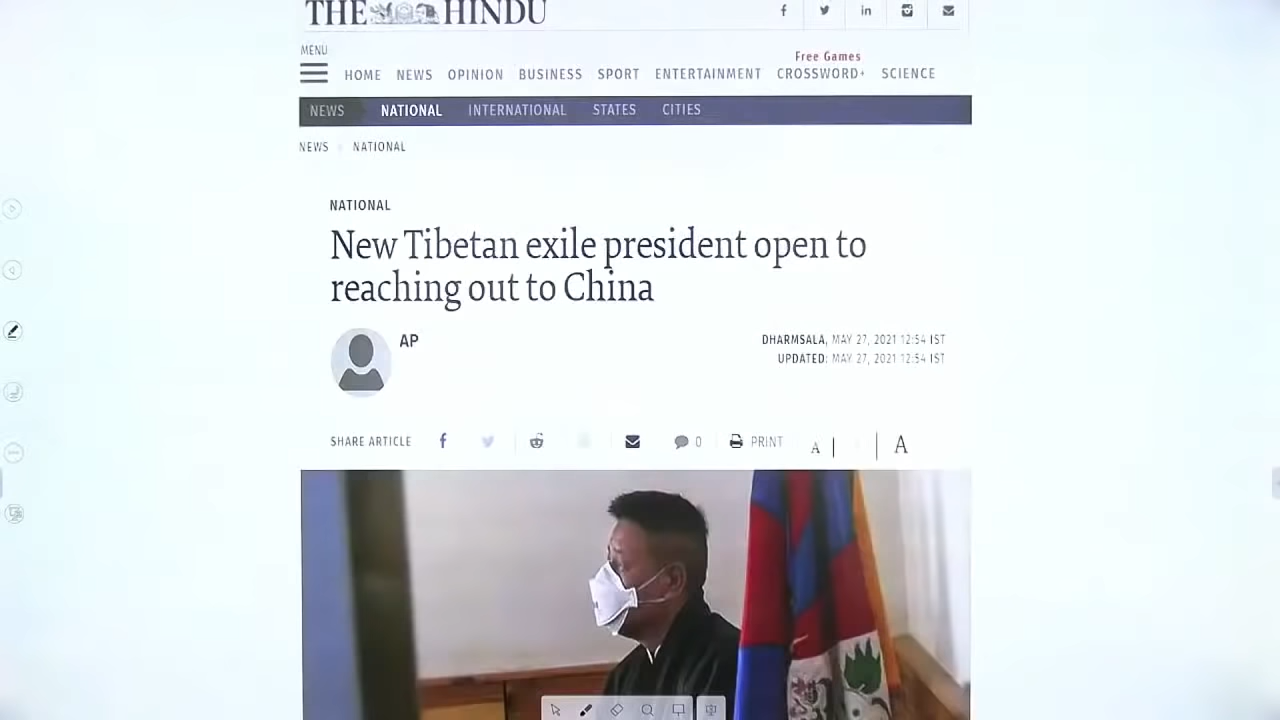 THE HINDU
MENU
Free Games
HOME NEWS OPINION BUSINESS SPORT ENTERTAINMENT CROSSWORD+ SCIENCE
NEWS NATIONAL INTERNATIONAL STATES CITIES
NEWS NATIONAL
NATIONAL
New Tibetan exile president open to
reaching out to China
AP
DHARMSALA, MAY 27, 2021 12:54 IST
UPDATED: MAY 27, 2021 12:54 IST
SHARE ARTICLE 0 PRINT A A